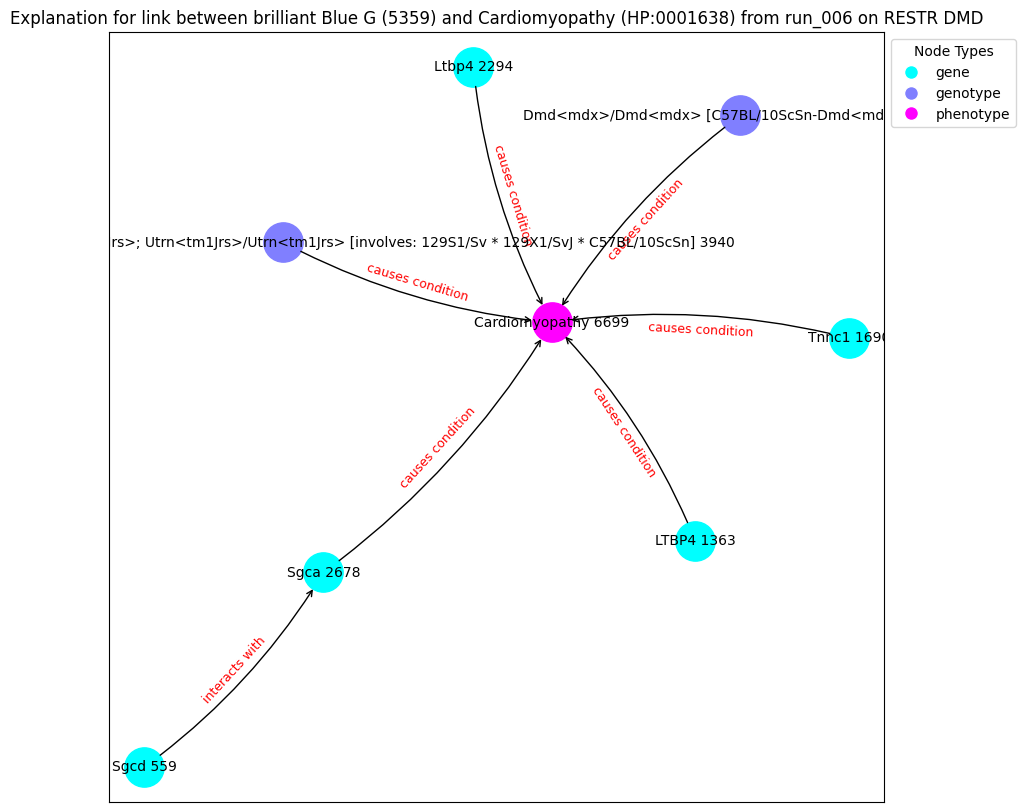 Explanation for link between brilliant Blue G (5359) and Cardiomyopathy (HP:0001638) from run_006 on RESTR DMD
Node Types
gene
genotype
phenotype
Ltbp4 2294
Dmd<mdx>/Dmd<mdx> [C57BL/10ScSn-Dmd<md
causes condition
causes condition
rs>; Utrn<tm1Jrs>/Utrn<tm1Jrs> [involves: 129S1/Sv * 129X1/SvJ * C57BL/10ScSn] 3940
causes condition
Cardiomyopathy 6699
causes condition
Tnnc1 1690
causes condition
causes condition
LTBP4 1363
Sgca 2678
interacts with
Sgcd 559